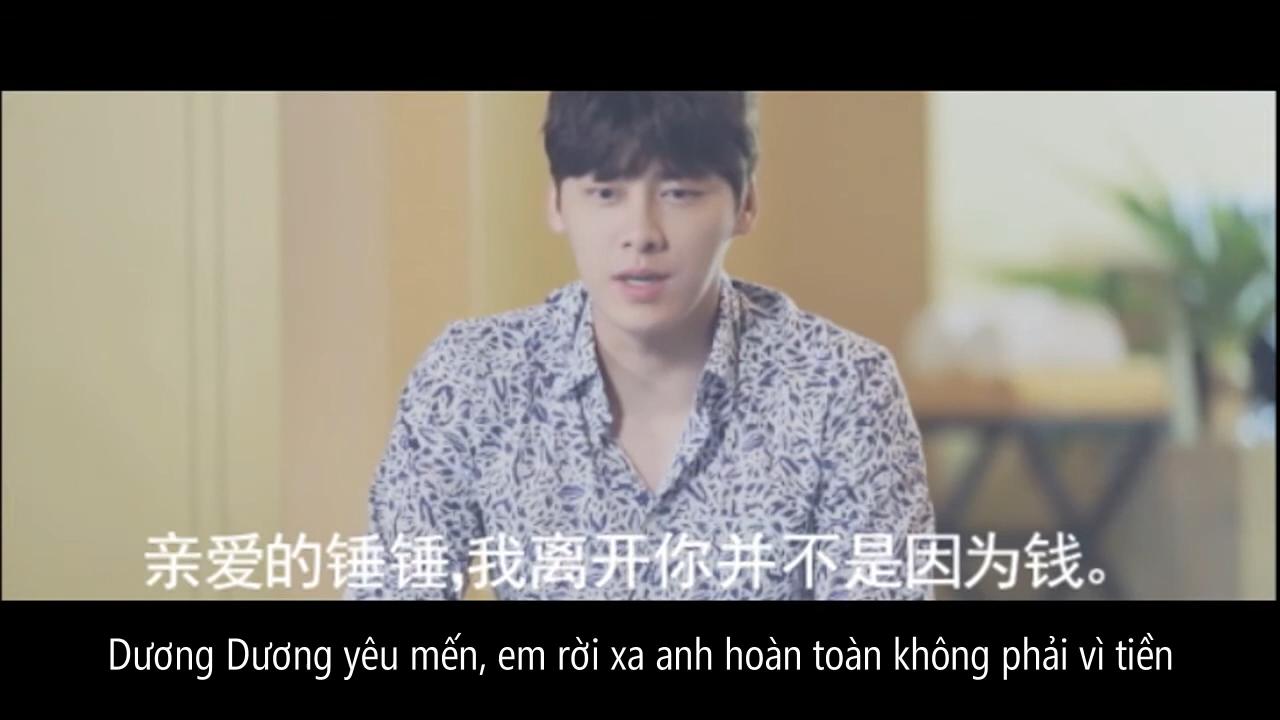 亲爱的锤锤,我离开你并不是因为钱。
Dương Dương yêu mến, em rời xa anh hoàn toàn không phải vì tiền